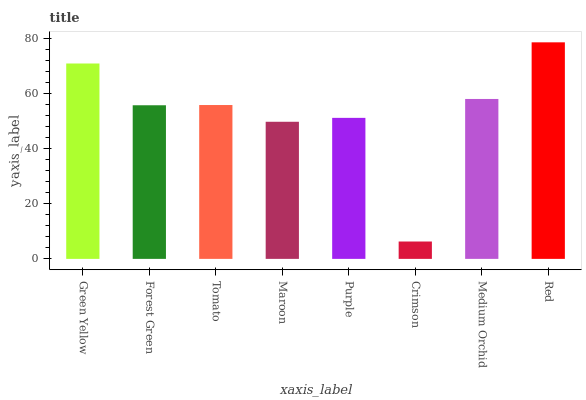 title
80
60
40
20
0
yaxis_label
Green Yellow
Forest Green
Tomato
Maroon
Purple
Crimson
Medium Orchid
Red
xaxis_label